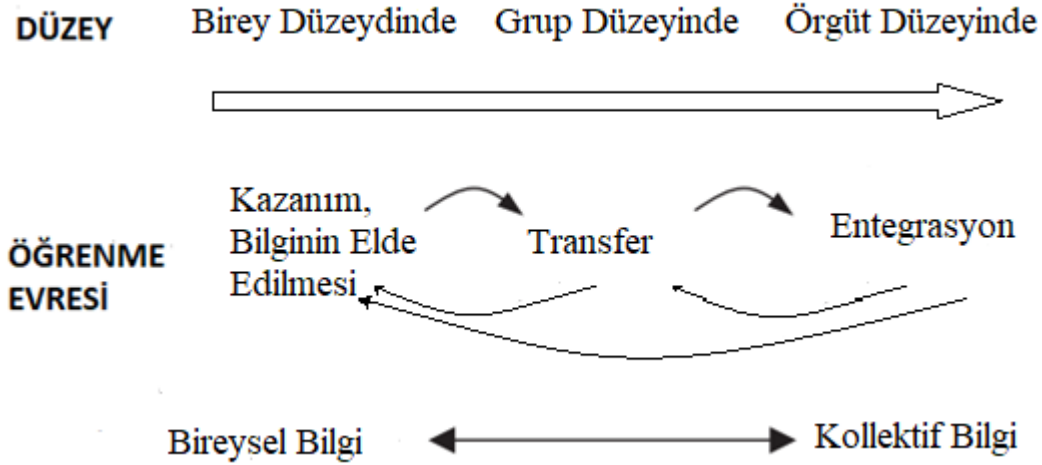 DÜZEY Birey Düzeydinde Grup Düzeyinde Örgüt Düzeyinde
Kazanım,
Bilginin Elde
Edilmesi
Transfer
Entegrasyon
ÖĞRENME
EVRESİ
Bireysel Bilgi
Kollektif Bilgi